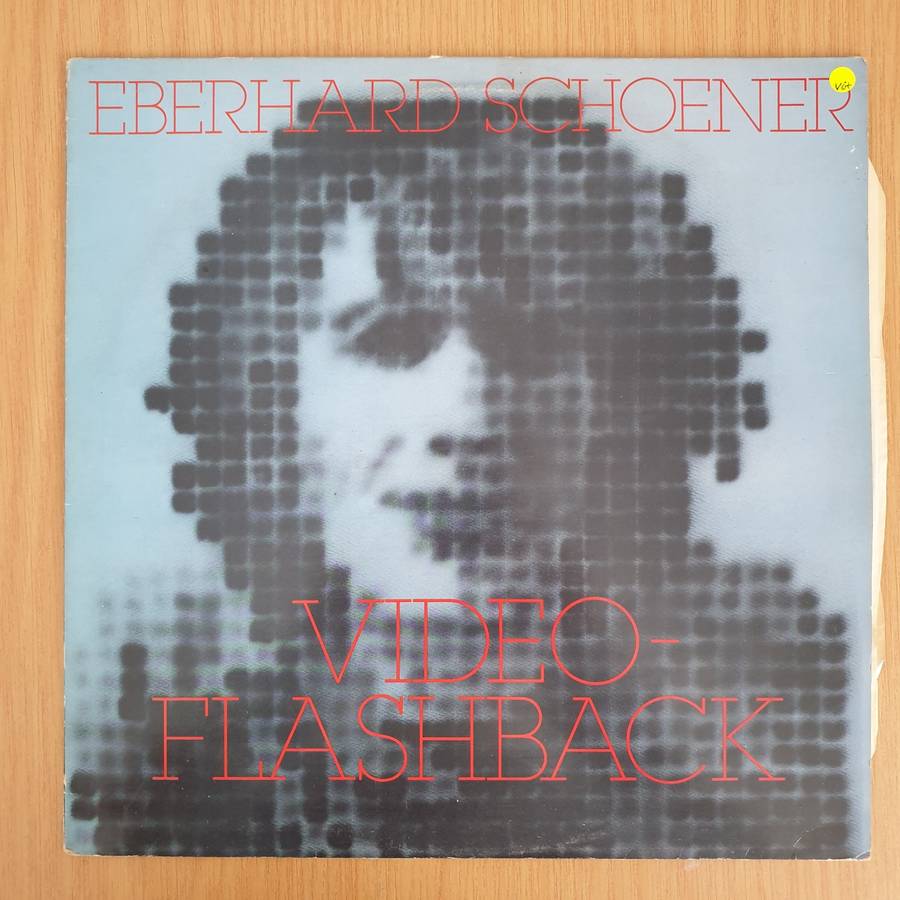 EBERHARD SCHOENER
VG+
VIDEO-
FLASHBACK